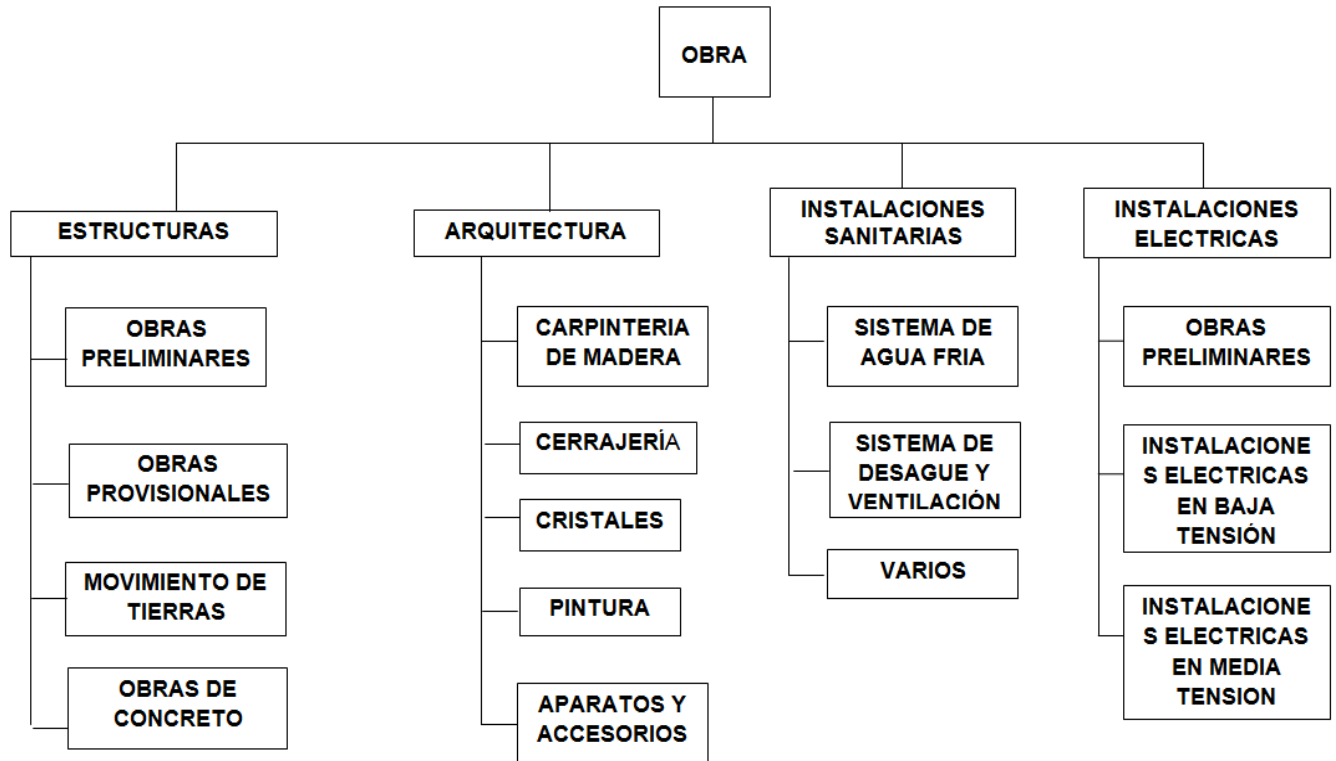 OBRA
ESTRUCTURAS
OBRAS
PRELIMINARES
OBRAS
PROVISIONALES
MOVIMIENTO DE
TIERRAS
OBRAS DE
CONCRETO
ARQUITECTURA
CARPINTERIA
DE MADERA
CERRAJERÍA
CRISTALES
PINTURA
APARATOS Y
ACCESORIOS
INSTALACIONES
SANITARIAS
SISTEMA DE
AGUA FRIA
SISTEMA DE
DESAGUE Y
VENTILACIÓN
VARIOS
INSTALACIONES
ELECTRICAS
OBRAS
PRELIMINARES
INSTALACIONE
S ELECTRICAS
EN BAJA
TENSIÓN
INSTALACIONE
S ELECTRICAS
EN MEDIA
TENSION